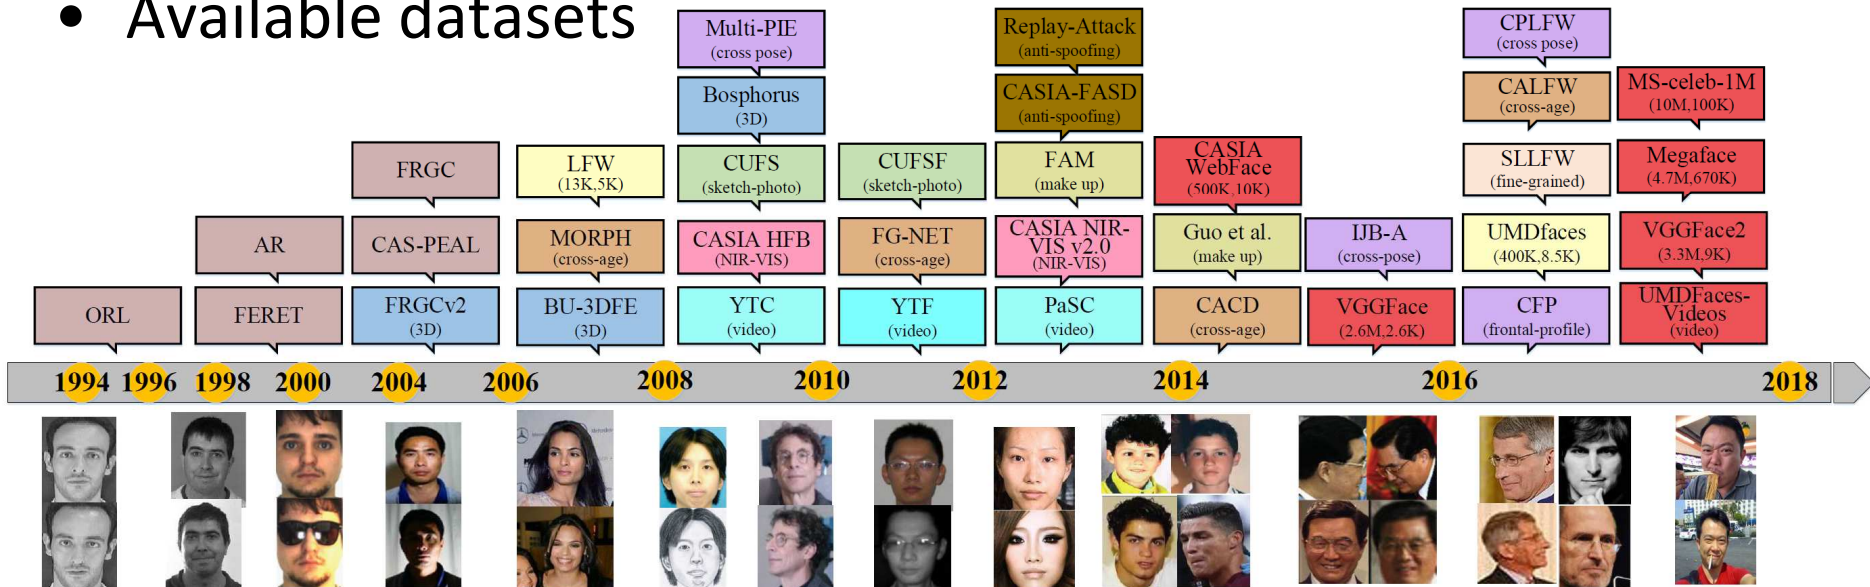 • Available datasets
Multi-PIE
(cross pose)
Replay-Attack
(anti-spoofing)
CPLFW
(cross pose)
Bosphorus
(3D)
CASIA-FASD
(anti-spoofing)
CALFW
(cross-age)
MS-celeb-1M
(10M,100K)
FRGC
LFW
(13K,5K)
CUFS
(sketch-photo)
CUFSF
(sketch-photo)
FAM
(make up)
CASIA
WebFace
(500K,10K)
SLLFW
(fine-grained)
Megaface
(4.7M,670K)
AR
CAS-PEAL
MORPH
(cross-age)
CASIA HFB
(NIR-VIS)
FG-NET
(cross-age)
CASIA NIR-
VIS v2.0
(NIR-VIS)
Guo et al.
(make up)
IJB-A
(cross-pose)
UMDfaces
(400K,8.5K)
VGGFace2
(3.3M,9K)
ORL
FERET
FRGCv2
(3D)
BU-3DFE
(3D)
YTC
(video)
YTF
(video)
PaSC
(video)
CACD
(cross-age)
VGGFace
(2.6M,2.6K)
CFP
(frontal-profile)
UMDFaces-
Videos
(video)
1994 1996 1998 2000 2004 2006 2008 2010 2012 2014 2016 2018